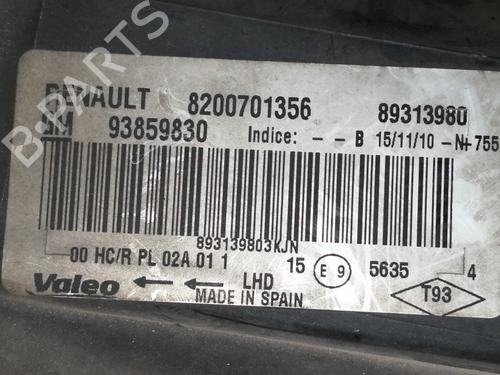 B-PARTS
RENAULT 8200701356 89313980
GM 93859830 Indice: - - B 15/11/10 -N+755
893139803KJN
00 HC/R PL 02A 01 1 15 E 9 5635 4
Valeo LHD T93
MADE IN SPAIN